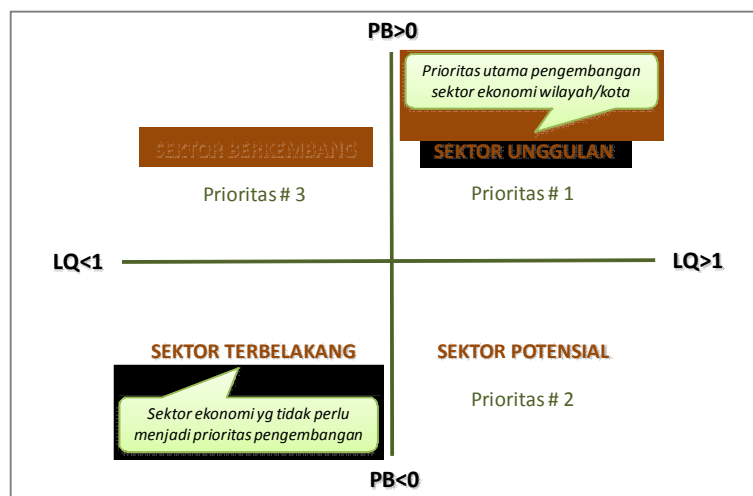 PB>0
Prioritas utama pengembangan
sektor ekonomi wilayah/kota
SEKTOR BERKEMBANG
SEKTOR UNGGULAN
Prioritas # 3
Prioritas # 1
LQ<1
LQ>1
SEKTOR TERBELAKANG
SEKTOR POTENSIAL
Prioritas # 2
Sektor ekonomi yg tidak perlu
menjadi prioritas pengembangan
PB<0